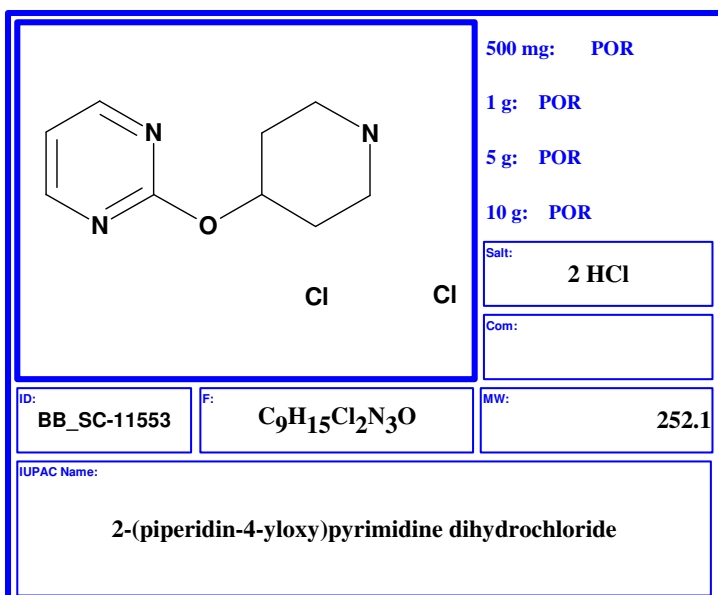 500 mg: POR
1 g: POR
5 g: POR
10 g: POR
N
N
N
O
Cl Cl
Salt:
2 HCl
Com:
ID:
BB_SC-11553
F:
C9H15Cl2N3O
MW:
252.1
IUPAC Name:
2-(piperidin-4-yloxy)pyrimidine dihydrochloride